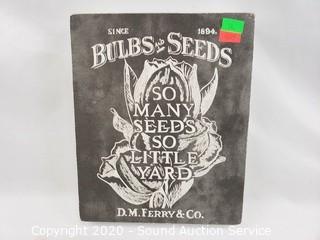 SINCE 1894.
BULBS AND SEEDS
SO
MANY
SEEDS
SO
LITTLE
YARD
D.M. FERRY & CO.
Copyright 2020 - Sound Auction Service